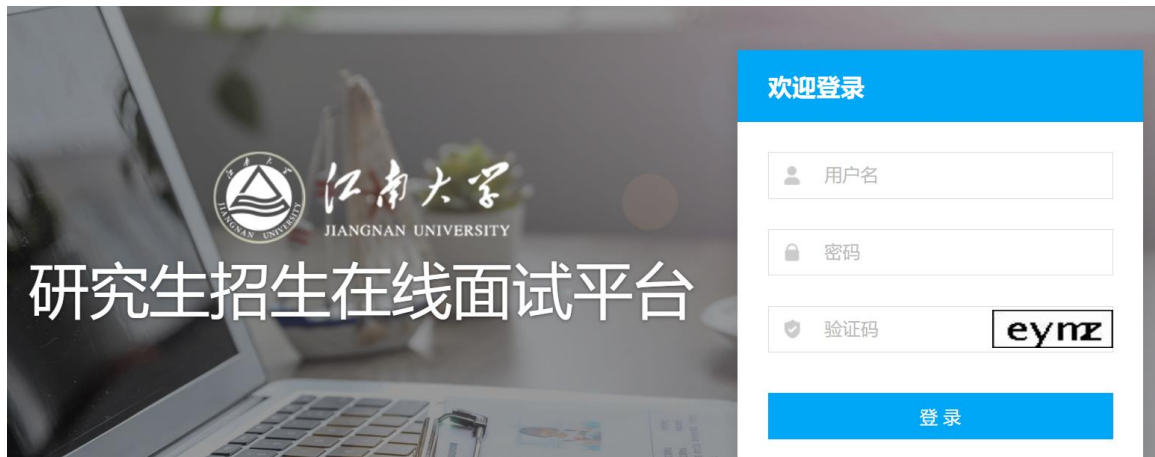 江南大学
JIANGNAN UNIVERSITY
研究生招生在线面试平台
欢迎登录
用户名
密码
验证码
eymz
登 录